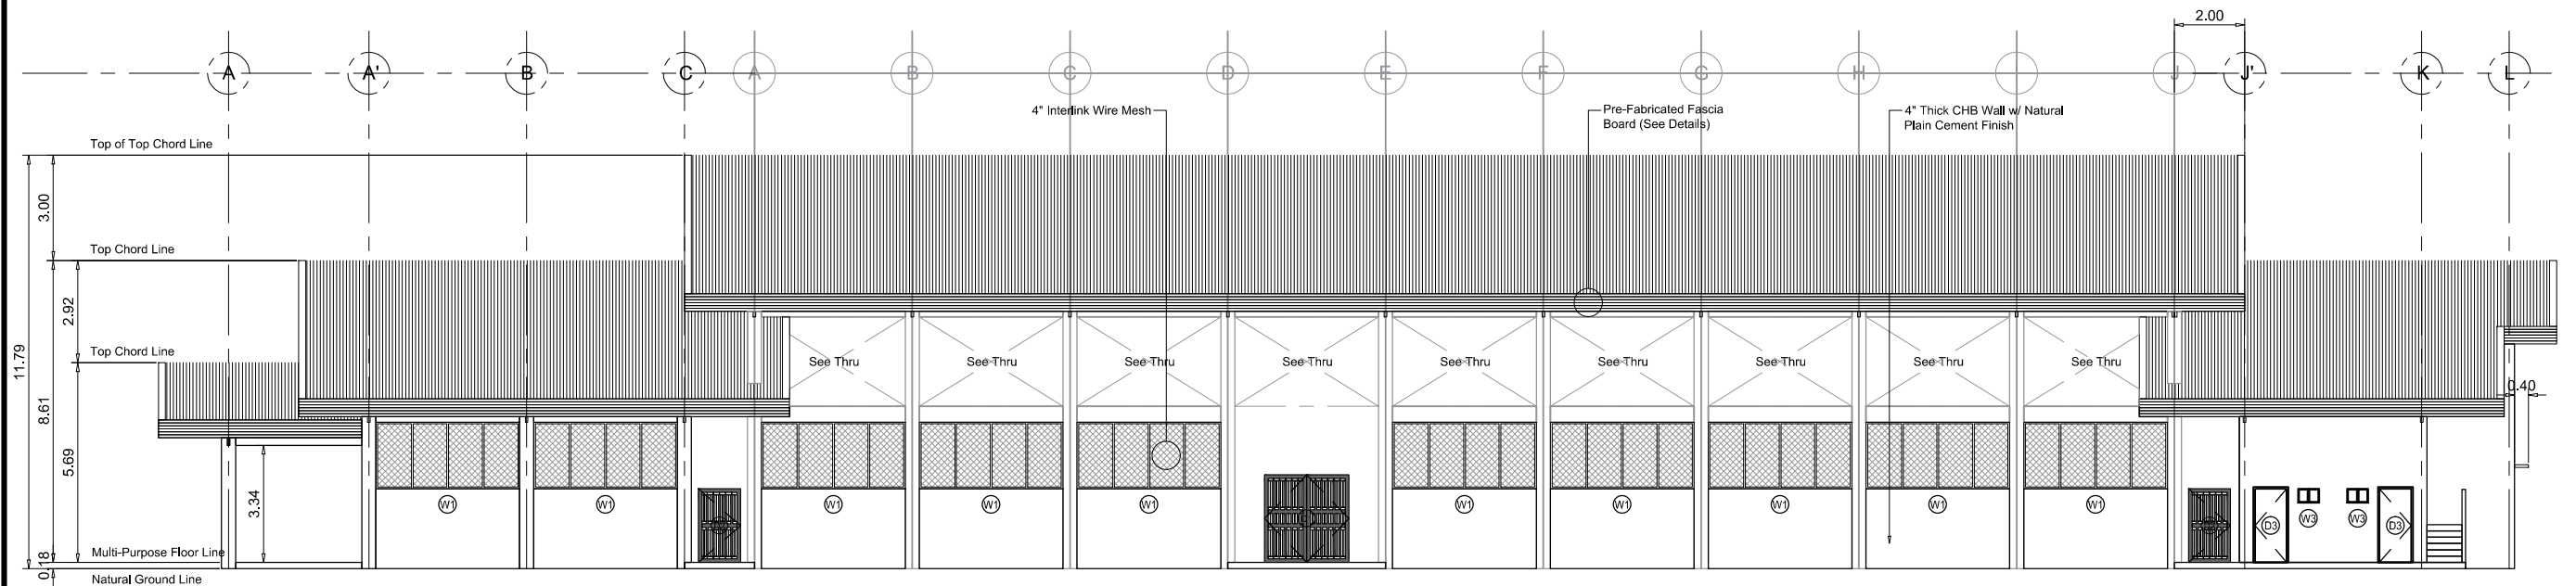 2.00
A A' B C A B C D E F G H J J' K L
4" Interlink Wire Mesh
Pre-Fabricated Fascia
Board (See Details)
4" Thick CHB Wall w/ Natural
Plain Cement Finish
Top of Top Chord Line
3.00
Top Chord Line
2.92
Top Chord Line
11.79
8.61
5.69
3.34
0.18
See Thru See Thru See Thru See Thru See Thru See Thru See Thru See Thru See Thru
0.40
W1 W1 W1 W1 W1 W1 W1 W1 W1 W1
D3 W3 W3 D3
Multi-Purpose Floor Line
Natural Ground Line